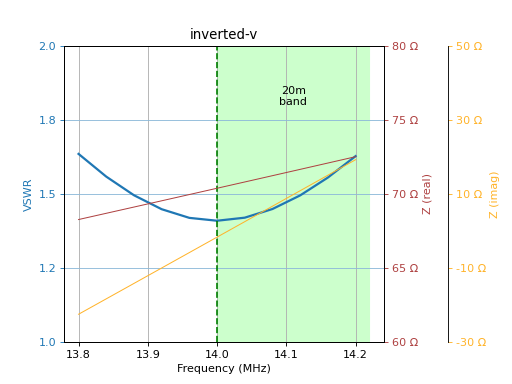 inverted-v
2.0
1.8
1.5
1.2
1.0
VSWR
20m
band
80 Ω
75 Ω
70 Ω
65 Ω
60 Ω
Z (real)
50 Ω
30 Ω
10 Ω
-10 Ω
-30 Ω
Z (imag)
13.8
13.9
14.0
14.1
14.2
Frequency (MHz)